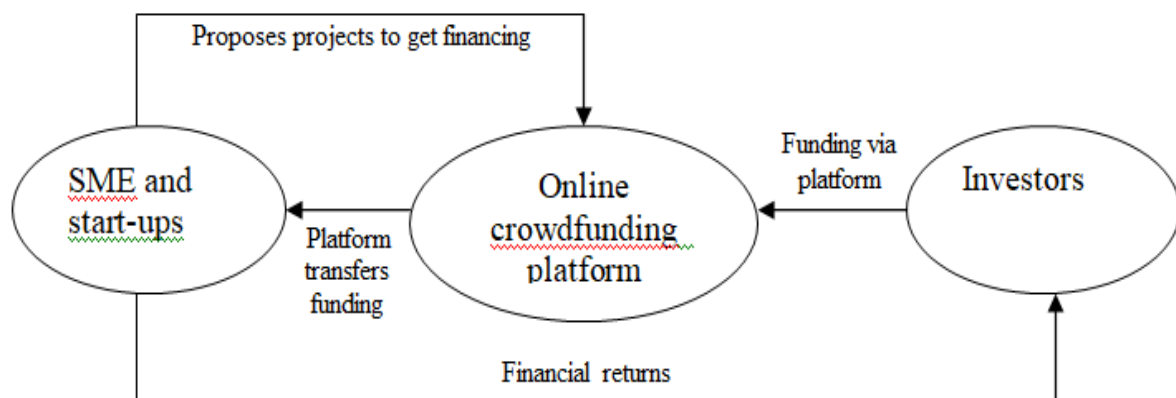 Proposes projects to get financing
SME and
start-ups
Platform
transfers
funding
Online
crowdfunding
platform
Funding via
platform
Investors
Financial returns